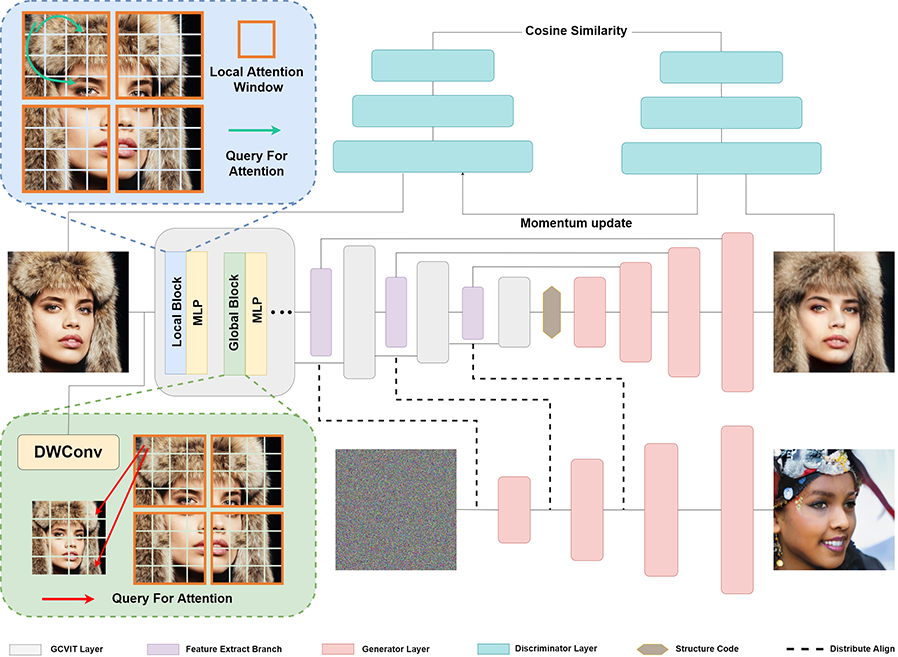 Cosine Similarity
Local Attention
Window
Query For
Attention
Momentum update
Local Block
MLP
Global Block
MLP
DWConv
Query For Attention
GCVIT Layer
Feature Extract Branch
Generator Layer
Discriminator Layer
Structure Code
Distribute Align